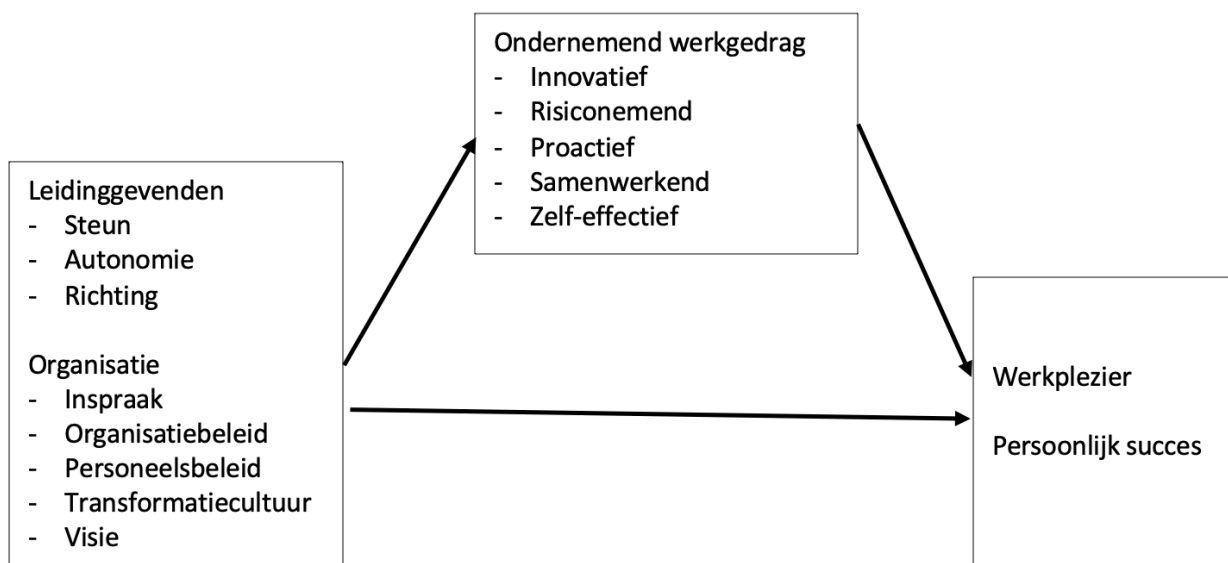 Ondernemend werkgedrag
- Innovatief
- Risiconemend
- Proactief
- Samenwerkend
- Zelf-effectief
Leidinggevenden
- Steun
- Autonomie
- Richting
Organisatie
- Inspraak
- Organisatiebeleid
- Personeelsbeleid
- Transformatiecultuur
- Visie
Werkplezier
Persoonlijk succes